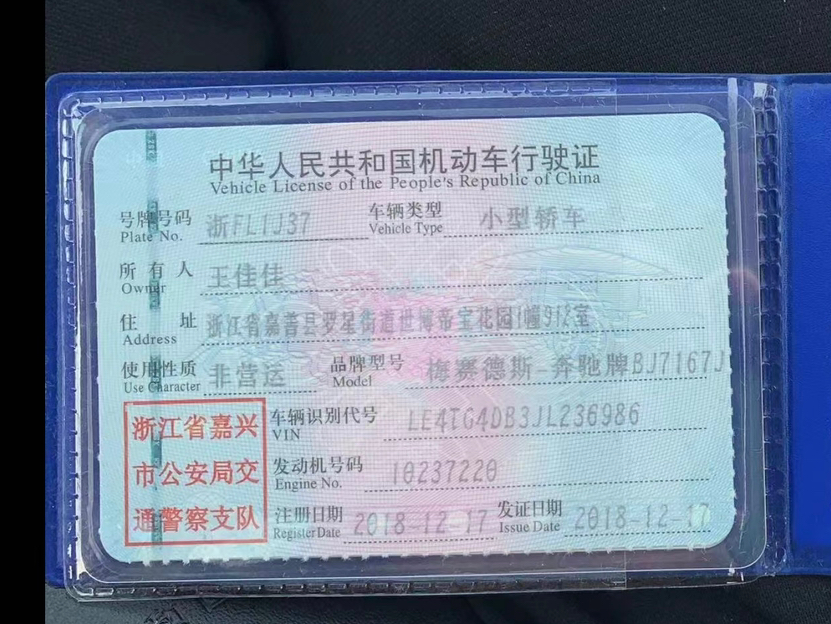 中华人民共和国机动车行驶证
Vehicle License of the People's Republic of China
号牌号码 浙FL1J37 车辆类型 小型轿车
Plate No. Vehicle Type
所有人 王佳佳
Owner
住址 浙江省嘉善县罗星街道世博帝宝花园1幢912室
Address
使用性质 非营运 品牌型号 梅赛德斯-奔驰牌BJ7167J
Use Character Model
浙江省嘉兴 车辆识别代号 LE4TG4DB3JL236986
VIN
市公安局交 发动机号码 10237220
Engine No.
通警察支队 注册日期 2018-12-17 发证日期 2018-12-17
Register Date Issue Date